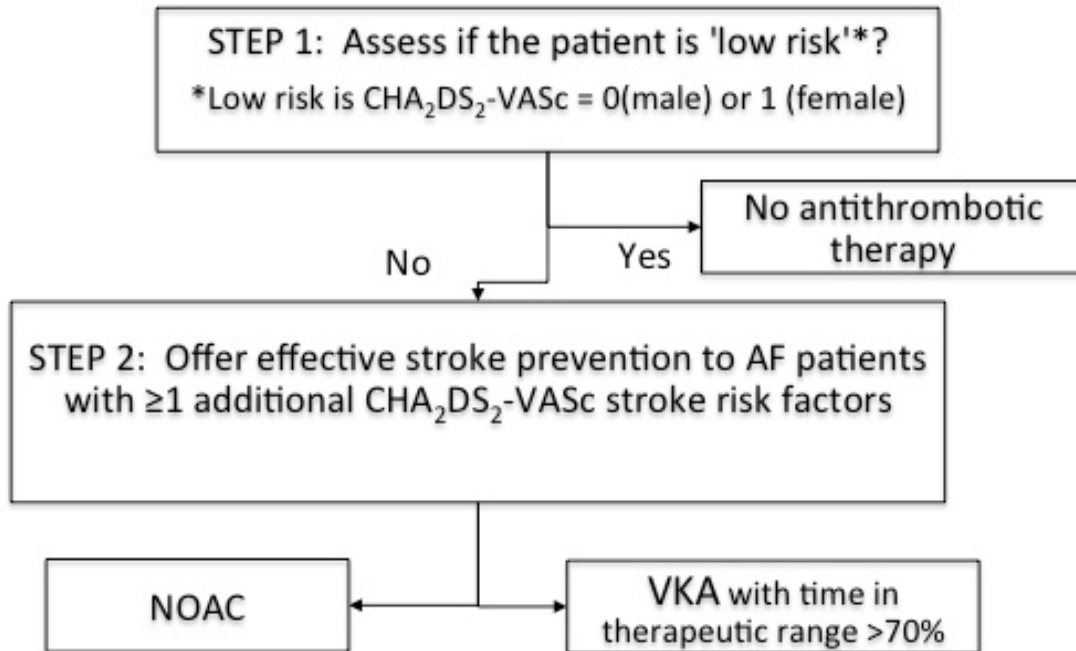 STEP 1: Assess if the patient is 'low risk'*?
*Low risk is CHA₂DS₂-VASc = 0(male) or 1 (female)
No antithrombotic
therapy
No
Yes
STEP 2: Offer effective stroke prevention to AF patients
with ≥1 additional CHA₂DS₂-VASc stroke risk factors
NOAC
VKA with time in
therapeutic range >70%